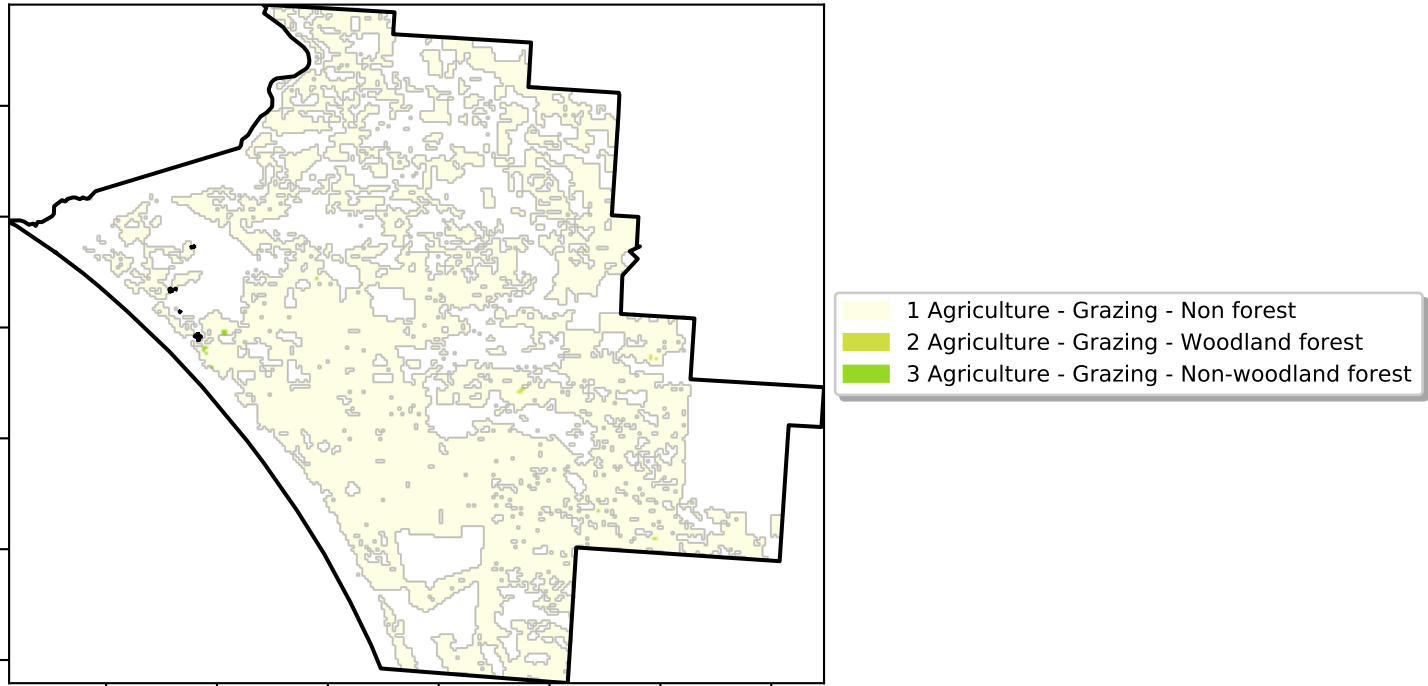 1 Agriculture - Grazing - Non forest
2 Agriculture - Grazing - Woodland forest
3 Agriculture - Grazing - Non-woodland forest